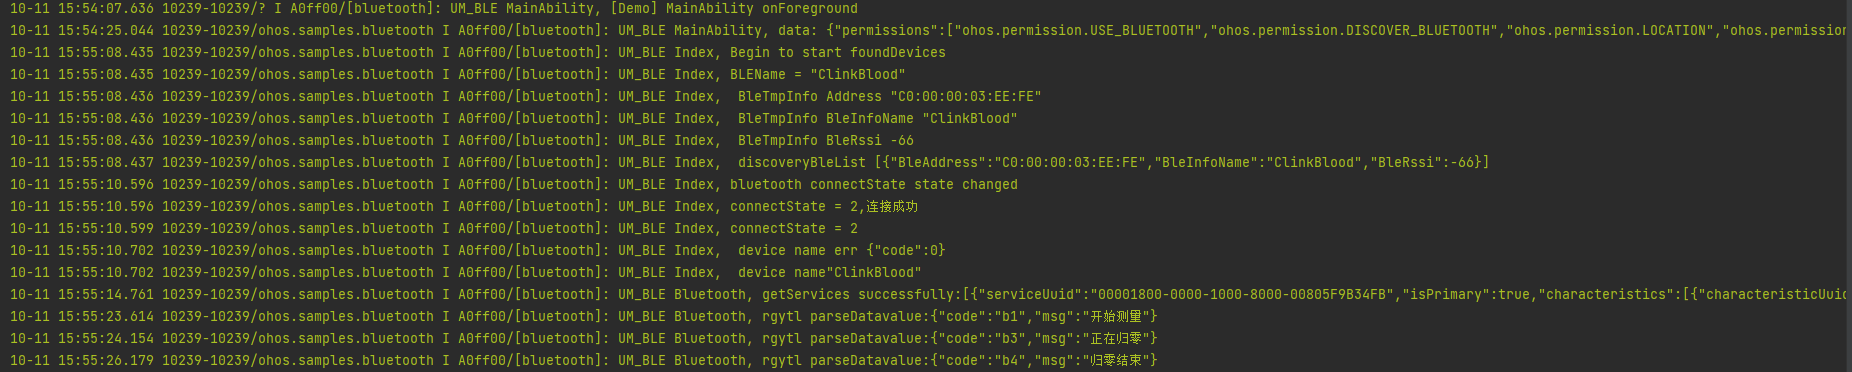 10-11 15:54:07.636 10239-10239/? I A0ff00/[bluetooth]: UM_BLE MainAbility, [Demo] MainAbility onForeground
10-11 15:54:25.044 10239-10239/ohos.samples.bluetooth I A0ff00/[bluetooth]: UM_BLE MainAbility, data: {"permissions":["ohos.permission.USE_BLUETOOTH","ohos.permission.DISCOVER_BLUETOOTH","ohos.permission.LOCATION","ohos.permission
10-11 15:55:08.435 10239-10239/ohos.samples.bluetooth I A0ff00/[bluetooth]: UM_BLE Index, Begin to start foundDevices
10-11 15:55:08.435 10239-10239/ohos.samples.bluetooth I A0ff00/[bluetooth]: UM_BLE Index, BLEName = "ClinkBlood"
10-11 15:55:08.436 10239-10239/ohos.samples.bluetooth I A0ff00/[bluetooth]: UM_BLE Index,  BleTmpInfo Address "C0:00:00:03:EE:FE"
10-11 15:55:08.436 10239-10239/ohos.samples.bluetooth I A0ff00/[bluetooth]: UM_BLE Index,  BleTmpInfo BleInfoName "ClinkBlood"
10-11 15:55:08.436 10239-10239/ohos.samples.bluetooth I A0ff00/[bluetooth]: UM_BLE Index,  BleTmpInfo BleRssi -66
10-11 15:55:08.437 10239-10239/ohos.samples.bluetooth I A0ff00/[bluetooth]: UM_BLE Index,  discoveryBleList [{"BleAddress":"C0:00:00:03:EE:FE","BleInfoName":"ClinkBlood","BleRssi":-66}]
10-11 15:55:10.596 10239-10239/ohos.samples.bluetooth I A0ff00/[bluetooth]: UM_BLE Index, bluetooth connectState state changed
10-11 15:55:10.596 10239-10239/ohos.samples.bluetooth I A0ff00/[bluetooth]: UM_BLE Index, connectState = 2,连接成功
10-11 15:55:10.599 10239-10239/ohos.samples.bluetooth I A0ff00/[bluetooth]: UM_BLE Index, connectState = 2
10-11 15:55:10.702 10239-10239/ohos.samples.bluetooth I A0ff00/[bluetooth]: UM_BLE Index,  device name err {"code":0}
10-11 15:55:10.702 10239-10239/ohos.samples.bluetooth I A0ff00/[bluetooth]: UM_BLE Index,  device name"ClinkBlood"
10-11 15:55:14.761 10239-10239/ohos.samples.bluetooth I A0ff00/[bluetooth]: UM_BLE Bluetooth, getServices successfully:[{"serviceUuid":"00001800-0000-1000-8000-00805F9B34FB","isPrimary":true,"characteristics":[{"characteristicUuid
10-11 15:55:23.614 10239-10239/ohos.samples.bluetooth I A0ff00/[bluetooth]: UM_BLE Bluetooth, rgytl parseDatavalue:{"code":"b1","msg":"开始测量"}
10-11 15:55:24.154 10239-10239/ohos.samples.bluetooth I A0ff00/[bluetooth]: UM_BLE Bluetooth, rgytl parseDatavalue:{"code":"b3","msg":"正在归零"}
10-11 15:55:26.179 10239-10239/ohos.samples.bluetooth I A0ff00/[bluetooth]: UM_BLE Bluetooth, rgytl parseDatavalue:{"code":"b4","msg":"归零结束"}